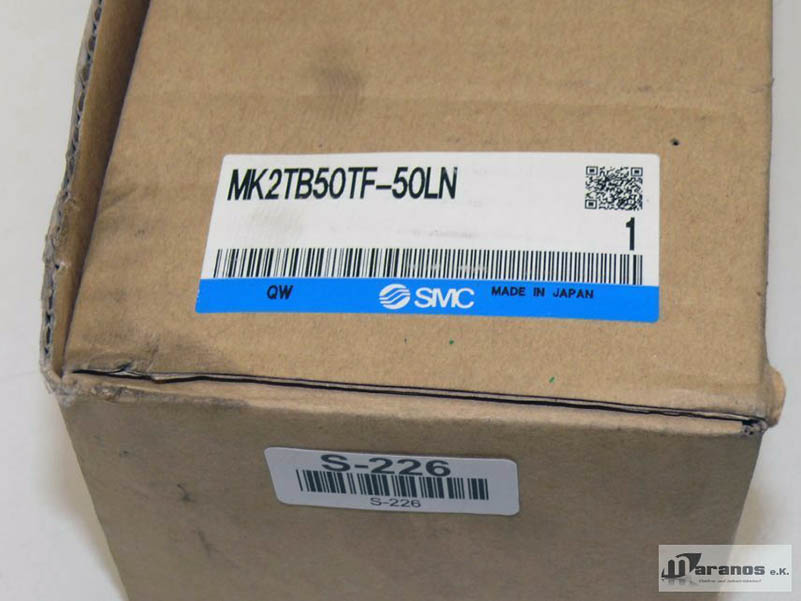 MK2TB50TF-50LN
1
QW SMC MADE IN JAPAN
S-226
S-226
Maranos e.K.